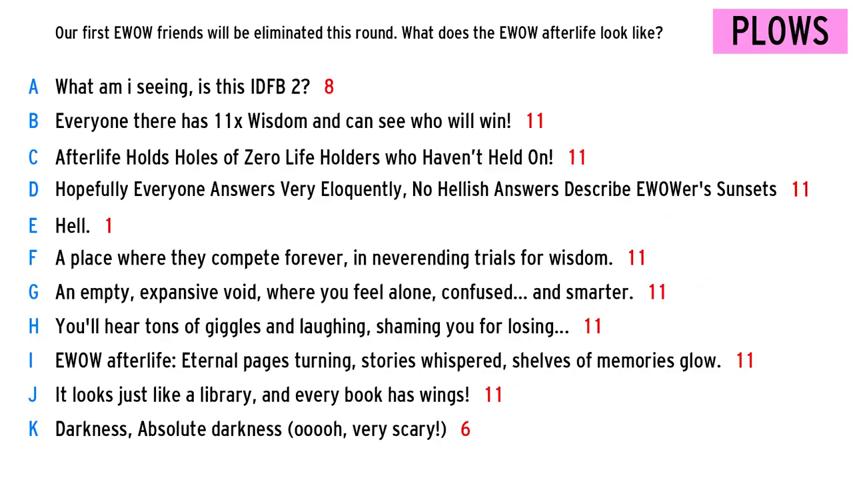 Our first EWOW friends will be eliminated this round. What does the EWOW afterlife look like?
PLOWS
A What am i seeing, is this IDFB 2? 8
B Everyone there has 11x Wisdom and can see who will win! 11
C Afterlife Holds Holes of Zero Life Holders who Haven't Held On! 11
D Hopefully Everyone Answers Very Eloquently, No Hellish Answers Describe EWOWer's Sunsets 11
E Hell. 1
F A place where they compete forever, in neverending trials for wisdom. 11
G An empty, expansive void, where you feel alone, confused... and smarter. 11
H You'll hear tons of giggles and laughing, shaming you for losing... 11
I EWOW afterlife: Eternal pages turning, stories whispered, shelves of memories glow. 11
J It looks just like a library, and every book has wings! 11
K Darkness, Absolute darkness (ooooh, very scary!) 6